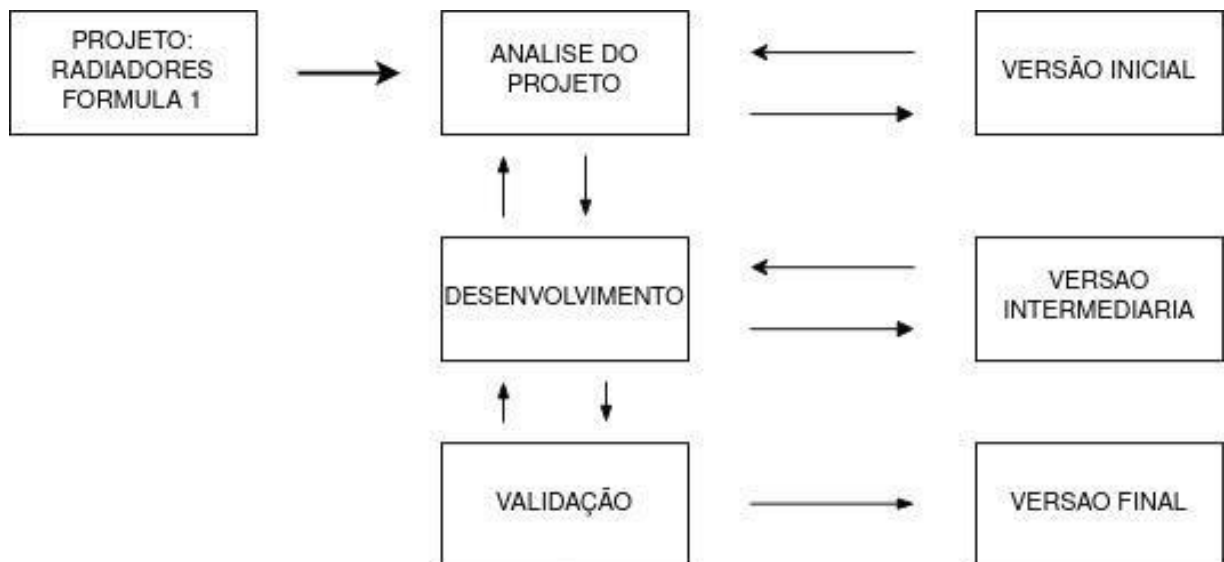 PROJETO:
RADIADORES
FORMULA 1
ANALISE DO
PROJETO
VERSÃO INICIAL
DESENVOLVIMENTO
VERSAO
INTERMEDIARIA
VALIDAÇÃO
VERSAO FINAL